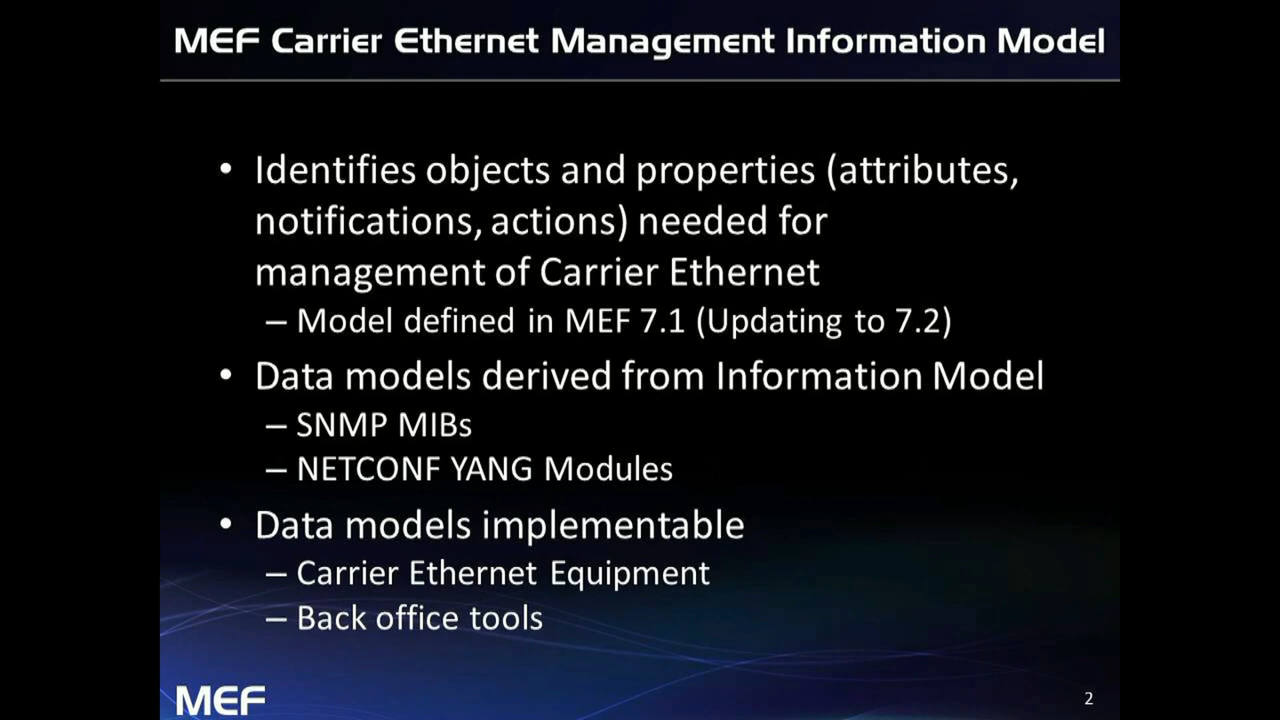 MEF Carrier Ethernet Management Information Model
• Identifies objects and properties (attributes,
notifications, actions) needed for
management of Carrier Ethernet
– Model defined in MEF 7.1 (Updating to 7.2)
• Data models derived from Information Model
– SNMP MIBs
– NETCONF YANG Modules
• Data models implementable
– Carrier Ethernet Equipment
– Back office tools
MEF
2